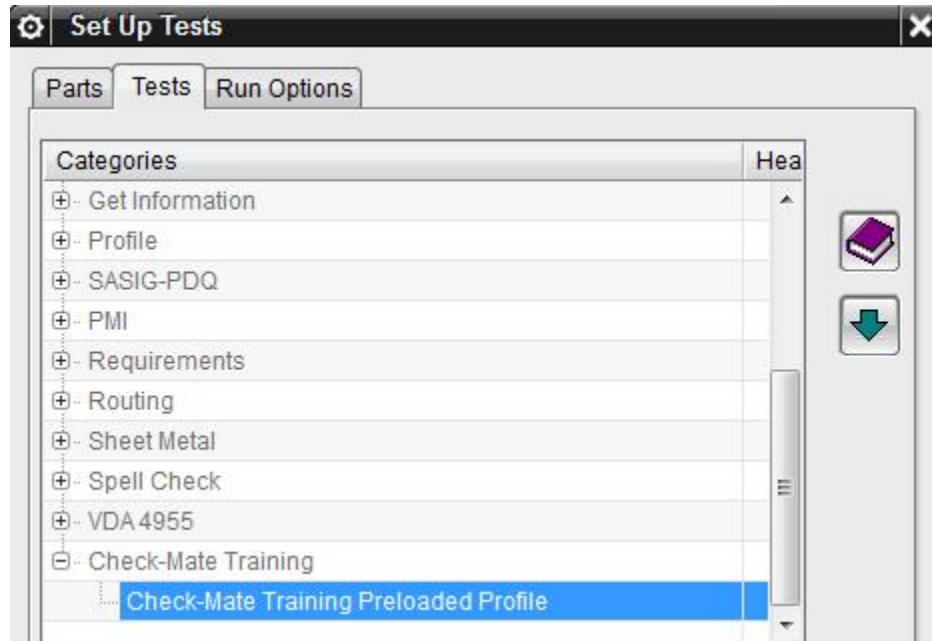 Set Up Tests
Parts Tests Run Options
Categories Hea
Get Information
Profile
SASIG-PDQ
PMI
Requirements
Routing
Sheet Metal
Spell Check
VDA 4955
Check-Mate Training
Check-Mate Training Preloaded Profile